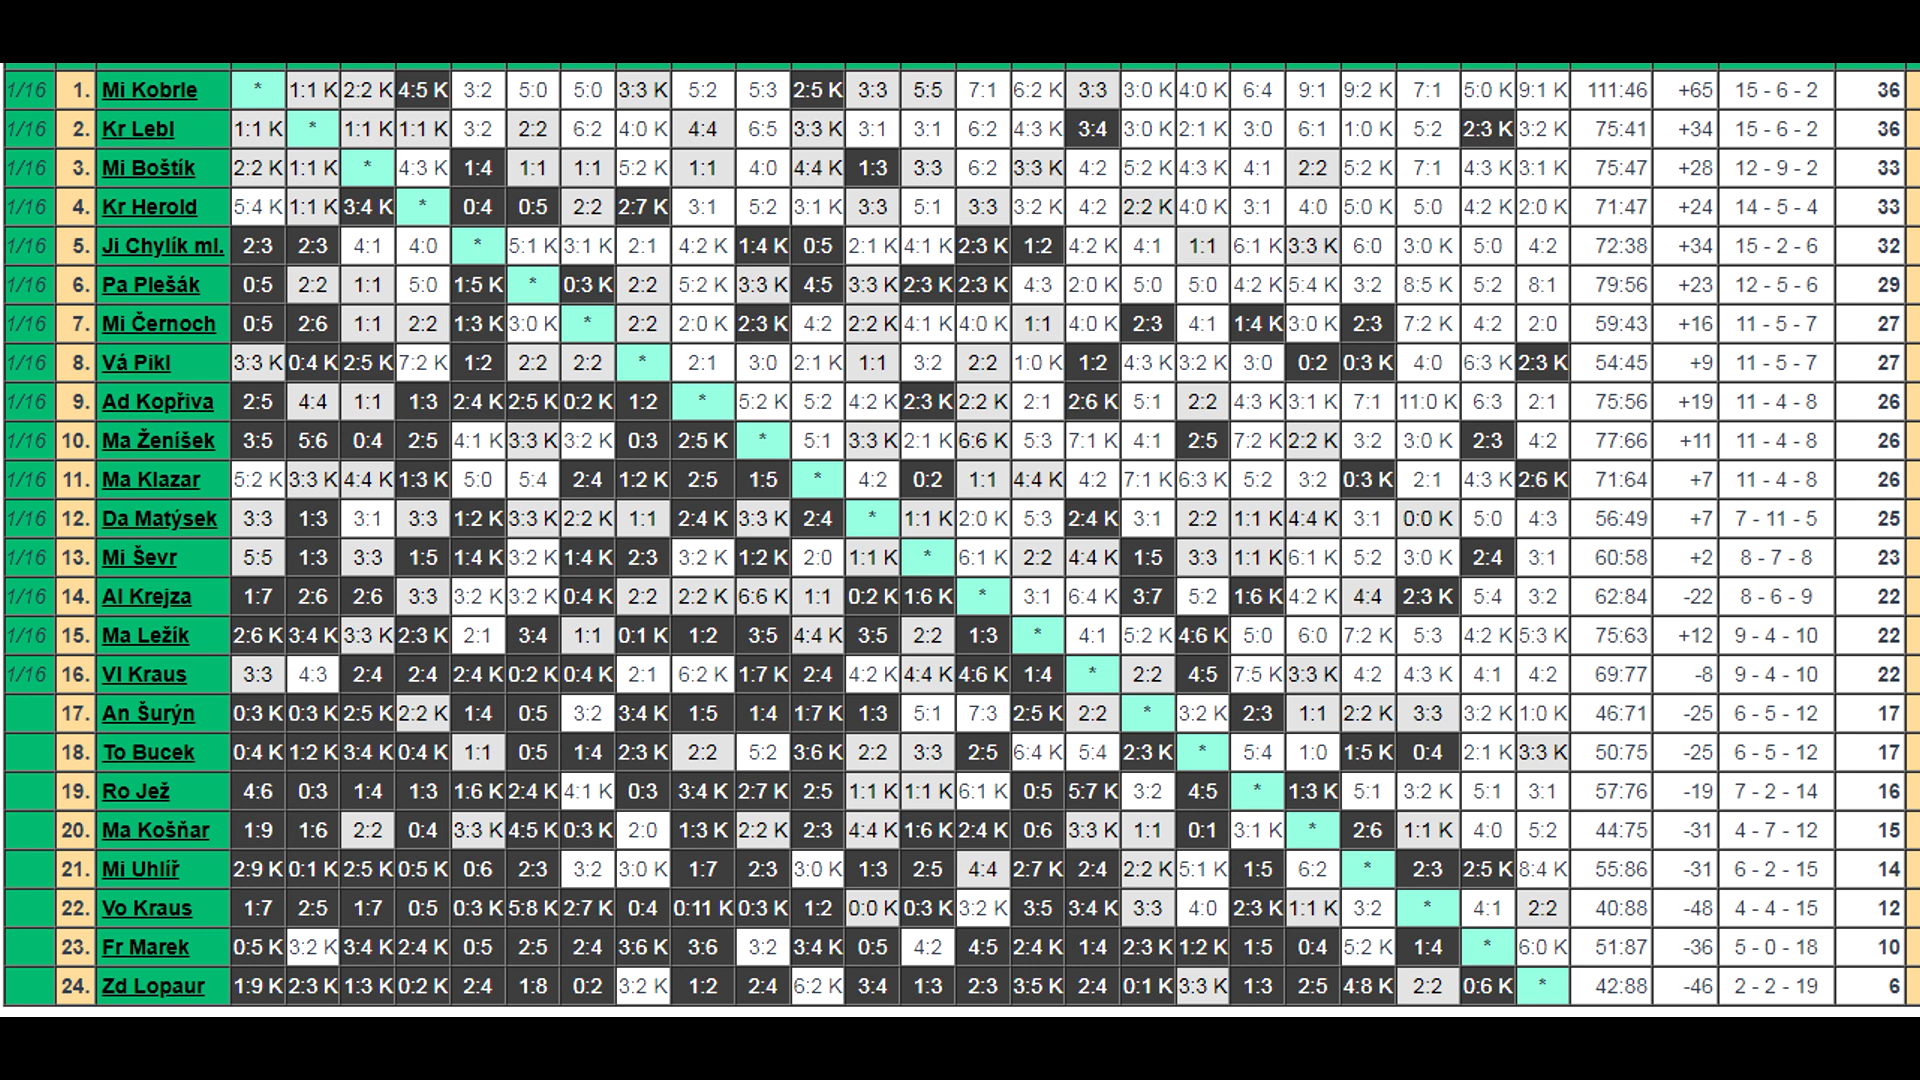 1/16 1. Mi Kobrle * 1:1 K 2:2 K 4:5 K 3:2 5:0 5:0 3:3 K 5:2 5:3 2:5 K 3:3 5:5 7:1 6:2 K 3:3 3:0 K 4:0 K 6:4 9:1 9:2 K 7:1 5:0 K 9:1 K 111:46 +65 15 - 6 - 2 36
1/16 2. Kr Lebl 1:1 K * 1:1 K 1:1 K 3:2 2:2 6:2 4:0 K 4:4 6:5 3:3 K 3:1 3:1 6:2 4:3 K 3:4 3:0 K 2:1 K 3:0 6:1 1:0 K 5:2 2:3 K 3:2 K 75:41 +34 15 - 6 - 2 36
1/16 3. Mi Boštík 2:2 K 1:1 K * 4:3 K 1:4 1:1 1:1 5:2 K 1:1 4:0 4:4 K 1:3 3:3 6:2 3:3 K 4:2 5:2 K 4:3 K 4:1 2:2 5:2 K 7:1 4:3 K 3:1 K 75:47 +28 12 - 9 - 2 33
1/16 4. Kr Herold 5:4 K 1:1 K 3:4 K * 0:4 0:5 2:2 2:7 K 3:1 5:2 3:1 K 3:3 5:1 3:3 3:2 K 4:2 2:2 K 4:0 K 3:1 4:0 5:0 K 5:0 4:2 K 2:0 K 71:47 +24 14 - 5 - 4 33
1/16 5. Ji Chylík ml. 2:3 2:3 4:1 4:0 * 5:1 K 3:1 K 2:1 4:2 K 1:4 K 0:5 2:1 K 4:1 K 2:3 K 1:2 4:2 K 4:1 1:1 6:1 K 3:3 K 6:0 3:0 K 5:0 4:2 72:38 +34 15 - 2 - 6 32
1/16 6. Pa Plešák 0:5 2:2 1:1 5:0 1:5 K * 0:3 K 2:2 5:2 K 3:3 K 4:5 3:3 K 2:3 K 2:3 K 4:3 2:0 K 5:0 5:0 4:2 K 5:4 K 3:2 8:5 K 5:2 8:1 79:56 +23 12 - 5 - 6 29
1/16 7. Mi Černoch 0:5 2:6 1:1 2:2 1:3 K 3:0 K * 2:2 2:0 K 2:3 K 4:2 2:2 K 4:1 K 4:0 K 1:1 4:0 K 2:3 4:1 1:4 K 3:0 K 2:3 7:2 K 4:2 2:0 59:43 +16 11 - 5 - 7 27
1/16 8. Vá Pikl 3:3 K 0:4 K 2:5 K 7:2 K 1:2 2:2 2:2 * 2:1 3:0 2:1 K 1:1 3:2 2:2 1:0 K 1:2 4:3 K 3:2 K 3:0 0:2 0:3 K 4:0 6:3 K 2:3 K 54:45 +9 11 - 5 - 7 27
1/16 9. Ad Kopřiva 2:5 4:4 1:1 1:3 2:4 K 2:5 K 0:2 K 1:2 * 5:2 K 5:2 4:2 K 2:3 K 2:2 K 2:1 2:6 K 5:1 2:2 4:3 K 3:1 K 7:1 11:0 K 6:3 2:1 75:56 +19 11 - 4 - 8 26
1/16 10. Ma Ženíšek 3:5 5:6 0:4 2:5 4:1 K 3:3 K 3:2 K 0:3 2:5 K * 5:1 3:3 K 2:1 K 6:6 K 5:3 7:1 K 4:1 2:5 7:2 K 2:2 K 3:2 3:0 K 2:3 4:2 77:66 +11 11 - 4 - 8 26
1/16 11. Ma Klazar 5:2 K 3:3 K 4:4 K 1:3 K 5:0 5:4 2:4 1:2 K 2:5 1:5 * 4:2 0:2 1:1 4:4 K 4:2 7:1 K 6:3 K 5:2 3:2 0:3 K 2:1 4:3 K 2:6 K 71:64 +7 11 - 4 - 8 26
1/16 12. Da Matýsek 3:3 1:3 3:1 3:3 1:2 K 3:3 K 2:2 K 1:1 2:4 K 3:3 K 2:4 * 1:1 K 2:0 K 5:3 2:4 K 3:1 2:2 1:1 K 4:4 K 3:1 0:0 K 5:0 4:3 56:49 +7 7 - 11 - 5 25
1/16 13. Mi Ševr 5:5 1:3 3:3 1:5 1:4 K 3:2 K 1:4 K 2:3 3:2 K 1:2 K 2:0 1:1 K * 6:1 K 2:2 4:4 K 1:5 3:3 1:1 K 6:1 K 5:2 3:0 K 2:4 3:1 60:58 +2 8 - 7 - 8 23
1/16 14. Al Krejza 1:7 2:6 2:6 3:3 3:2 K 3:2 K 0:4 K 2:2 2:2 K 6:6 K 1:1 0:2 K 1:6 K * 3:1 6:4 K 3:7 5:2 1:6 K 4:2 K 4:4 2:3 K 5:4 3:2 62:84 -22 8 - 6 - 9 22
1/16 15. Ma Ležík 2:6 K 3:4 K 3:3 K 2:3 K 2:1 3:4 1:1 0:1 K 1:2 3:5 4:4 K 3:5 2:2 1:3 * 4:1 5:2 K 4:6 K 5:0 6:0 7:2 K 5:3 4:2 K 5:3 K 75:63 +12 9 - 4 - 10 22
1/16 16. Vl Kraus 3:3 4:3 2:4 2:4 2:4 K 0:2 K 0:4 K 2:1 6:2 K 1:7 K 2:4 4:2 K 4:4 K 4:6 K 1:4 * 2:2 4:5 7:5 K 3:3 K 4:2 4:3 K 4:1 4:2 69:77 -8 9 - 4 - 10 22
17. An Šurýn 0:3 K 0:3 K 2:5 K 2:2 K 1:4 0:5 3:2 3:4 K 1:5 1:4 1:7 K 1:3 5:1 7:3 2:5 K 2:2 * 3:2 K 2:3 1:1 2:2 K 3:3 3:2 K 1:0 K 46:71 -25 6 - 5 - 12 17
18. To Bucek 0:4 K 1:2 K 3:4 K 0:4 K 1:1 0:5 1:4 2:3 K 2:2 5:2 3:6 K 2:2 3:3 2:5 6:4 K 5:4 2:3 K * 5:4 1:0 1:5 K 0:4 2:1 K 3:3 K 50:75 -25 6 - 5 - 12 17
19. Ro Jež 4:6 0:3 1:4 1:3 1:6 K 2:4 K 4:1 K 0:3 3:4 K 2:7 K 2:5 1:1 K 1:1 K 6:1 K 0:5 5:7 K 3:2 4:5 * 1:3 K 5:1 3:2 K 5:1 3:1 57:76 -19 7 - 2 - 14 16
20. Ma Košňar 1:9 1:6 2:2 0:4 3:3 K 4:5 K 0:3 K 2:0 1:3 K 2:2 K 2:3 4:4 K 1:6 K 2:4 K 0:6 3:3 K 1:1 0:1 3:1 K * 2:6 1:1 K 4:0 5:2 44:75 -31 4 - 7 - 12 15
21. Mi Uhlíř 2:9 K 0:1 K 2:5 K 0:5 K 0:6 2:3 3:2 3:0 K 1:7 2:3 3:0 K 1:3 2:5 4:4 2:7 K 2:4 2:2 K 5:1 K 1:5 6:2 * 2:3 2:5 K 8:4 K 55:86 -31 6 - 2 - 15 14
22. Vo Kraus 1:7 2:5 1:7 0:5 0:3 K 5:8 K 2:7 K 0:4 0:11 K 0:3 K 1:2 0:0 K 0:3 K 3:2 K 3:5 3:4 K 3:3 4:0 2:3 K 1:1 K 3:2 * 4:1 2:2 40:88 -48 4 - 4 - 15 12
23. Fr Marek 0:5 K 3:2 K 3:4 K 2:4 K 0:5 2:5 2:4 3:6 K 3:6 3:2 3:4 K 0:5 4:2 4:5 2:4 K 1:4 2:3 K 1:2 K 1:5 0:4 5:2 K 1:4 * 6:0 K 51:87 -36 5 - 0 - 18 10
24. Zd Lopaur 1:9 K 2:3 K 1:3 K 0:2 K 2:4 1:8 0:2 3:2 K 1:2 2:4 6:2 K 3:4 1:3 2:3 3:5 K 2:4 0:1 K 3:3 K 1:3 2:5 4:8 K 2:2 0:6 K * 42:88 -46 2 - 2 - 19 6